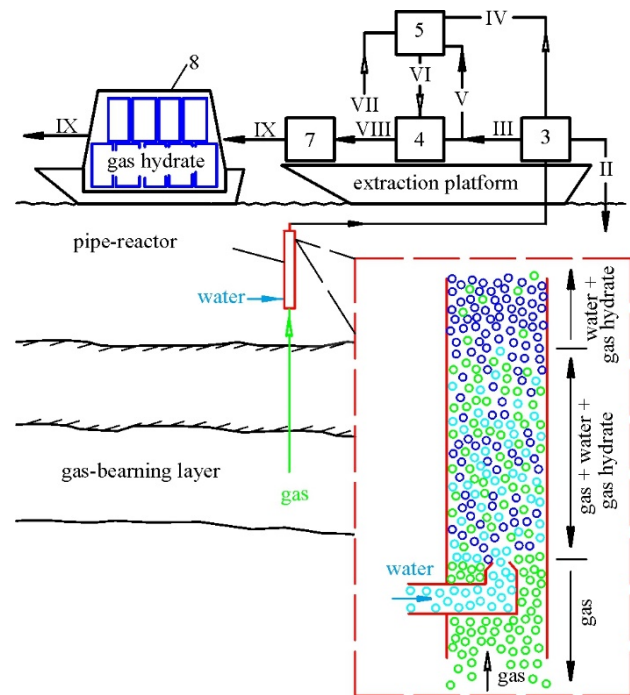 5
IV
8
VI
VII
V
IX
gas hydrate
IX
7
VIII
4
III
3
II
extraction platform
pipe-reactor
water
gas-bearning layer
gas
water +
gas hydrate
gas + water +
gas hydrate
water
gas
gas